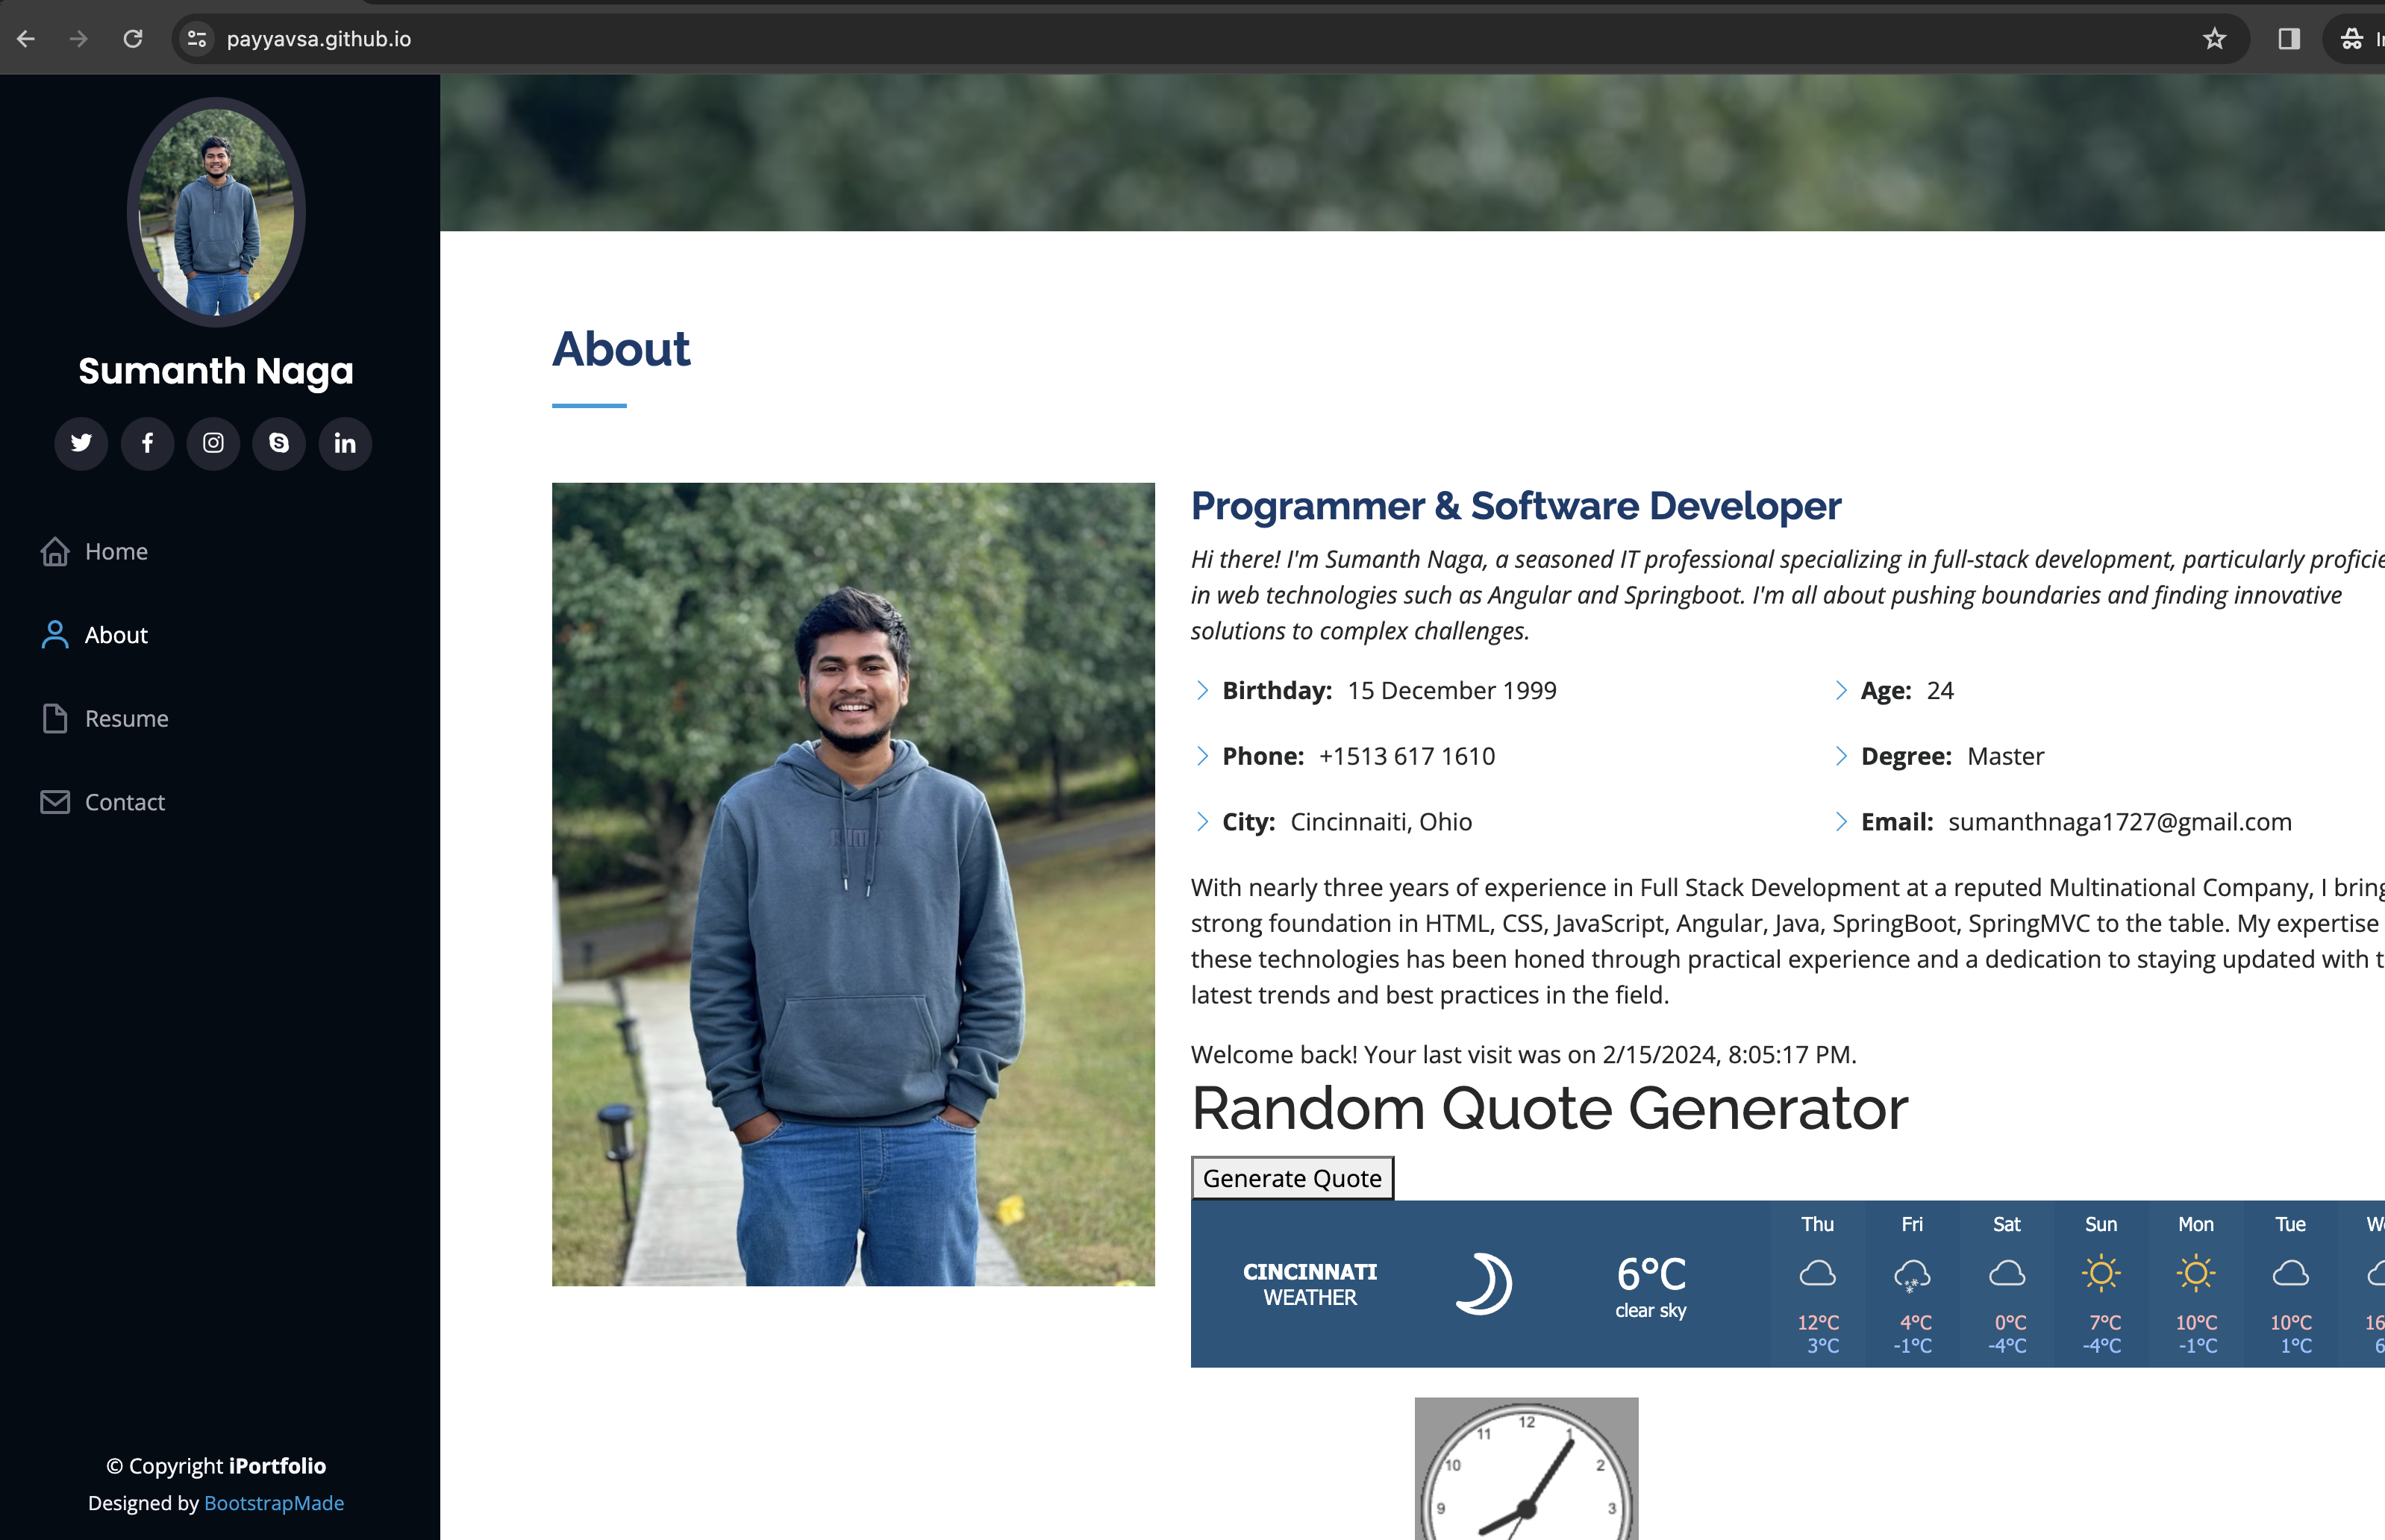 payyavsa.github.io
Sumanth Naga
Home
About
Resume
Contact
© Copyright iPortfolio
Designed by BootstrapMade
About
Programmer & Software Developer
Hi there! I'm Sumanth Naga, a seasoned IT professional specializing in full-stack development, particularly
in web technologies such as Angular and Springboot. I'm all about pushing boundaries and finding innovative
solutions to complex challenges.
Birthday: 15 December 1999
Age: 24
Phone: +1513 617 1610
Degree: Master
City: Cincinnaiti, Ohio
Email: sumanthnaga1727@gmail.com
With nearly three years of experience in Full Stack Development at a reputed Multinational Company, I bring
strong foundation in HTML, CSS, JavaScript, Angular, Java, SpringBoot, SpringMVC to the table. My expertise
these technologies has been honed through practical experience and a dedication to staying updated with
latest trends and best practices in the field.
Welcome back! Your last visit was on 2/15/2024, 8:05:17 PM.
Random Quote Generator
Generate Quote
CINCINNATI
WEATHER
6°C
clear sky
Thu Fri Sat Sun Mon Tue
12°C 4°C 0°C 7°C 10°C 10°C
3°C -1°C -4°C -4°C -1°C 1°C
12
11 1
10 2
9 3